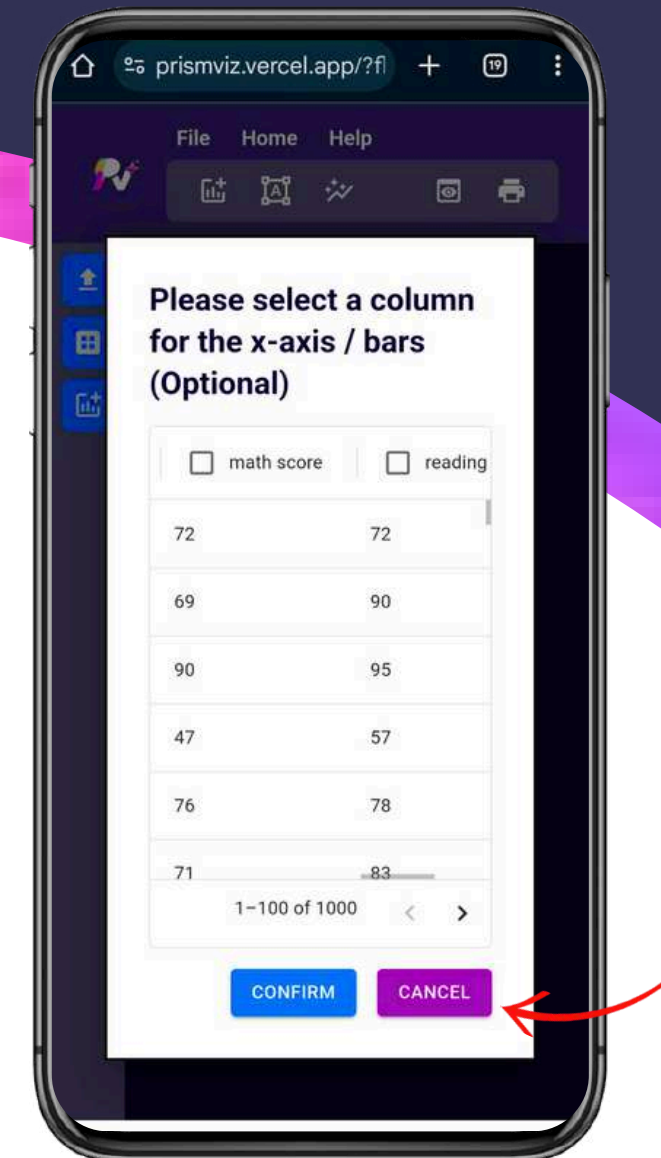 prismviz.vercel.app/?fl
19
File Home Help
PV
A
Please select a column
for the x-axis / bars
(Optional)
math score reading
72 72
69 90
90 95
47 57
76 78
71 83
1–100 of 1000
CONFIRM CANCEL